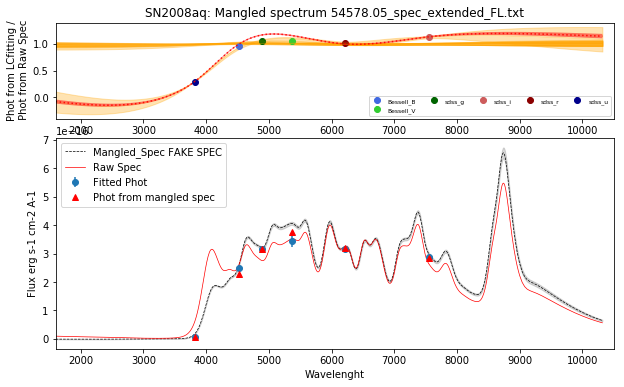 SN2008aq: Mangled spectrum 54578.05_spec_extended_FL.txt
Phot from LCfitting /
Phot from Raw Spec
1.0
0.5
0.0
Bessell_B
Bessell_V
sdss_g
sdss_i
sdss_r
sdss_u
2000 3000 4000 5000 6000 7000 8000 9000 10000
Flux erg s-1 cm-2 A-1
7
6
5
4
3
2
1
0
Mangled_Spec FAKE SPEC
Raw Spec
Fitted Phot
Phot from mangled spec
2000 3000 4000 5000 6000 7000 8000 9000 10000
Wavelenght